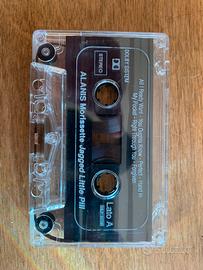 ALANIS Morissette Jagged Little Pill
Lato A
STEREO
DOLBY SYSTEM
All I Really Want - You Oughta Know - Perfect - Hand in
My Pocket - Right Through You - Forgiven